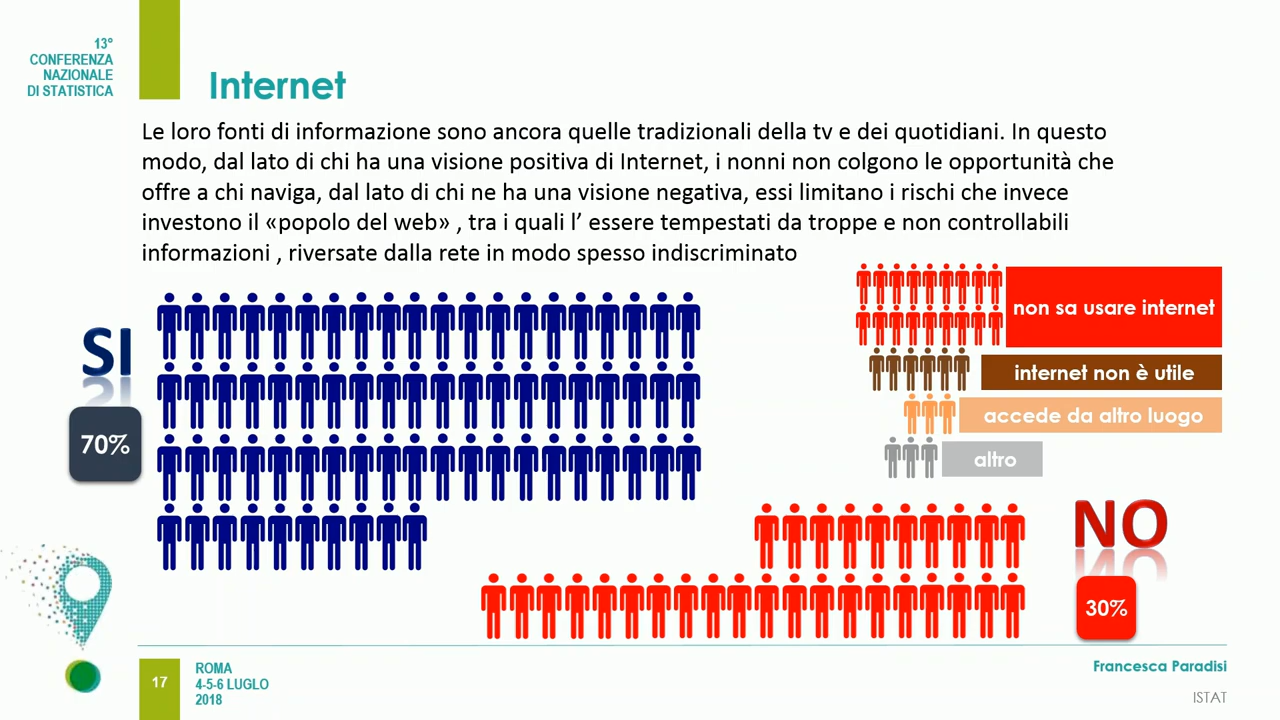 13°
CONFERENZA
NAZIONALE
DI STATISTICA
Internet
Le loro fonti di informazione sono ancora quelle tradizionali della tv e dei quotidiani. In questo
modo, dal lato di chi ha una visione positiva di Internet, i nonni non colgono le opportunità che
offre a chi naviga, dal lato di chi ne ha una visione negativa, essi limitano i rischi che invece
investono il «popolo del web» , tra i quali l’ essere tempestati da troppe e non controllabili
informazioni , riversate dalla rete in modo spesso indiscriminato
SI
70%
non sa usare internet
internet non è utile
accede da altro luogo
altro
NO
30%
17
ROMA
4-5-6 LUGLIO
2018
Francesca Paradisi
ISTAT